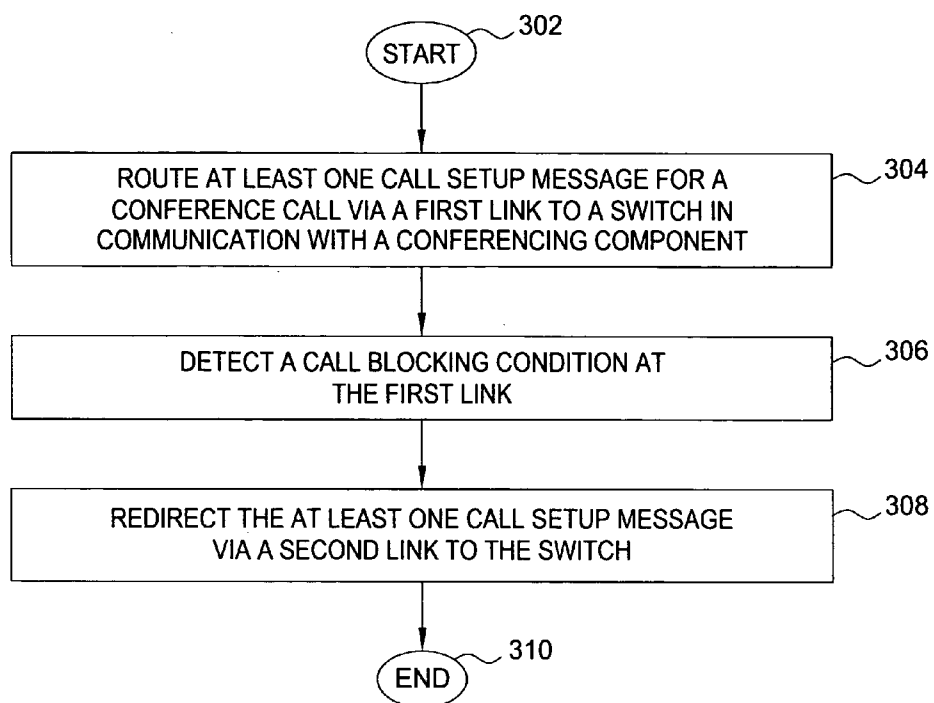 302
START
304
ROUTE AT LEAST ONE CALL SETUP MESSAGE FOR A
CONFERENCE CALL VIA A FIRST LINK TO A SWITCH IN
COMMUNICATION WITH A CONFERENCING COMPONENT
306
DETECT A CALL BLOCKING CONDITION AT
THE FIRST LINK
308
REDIRECT THE AT LEAST ONE CALL SETUP MESSAGE
VIA A SECOND LINK TO THE SWITCH
310
END